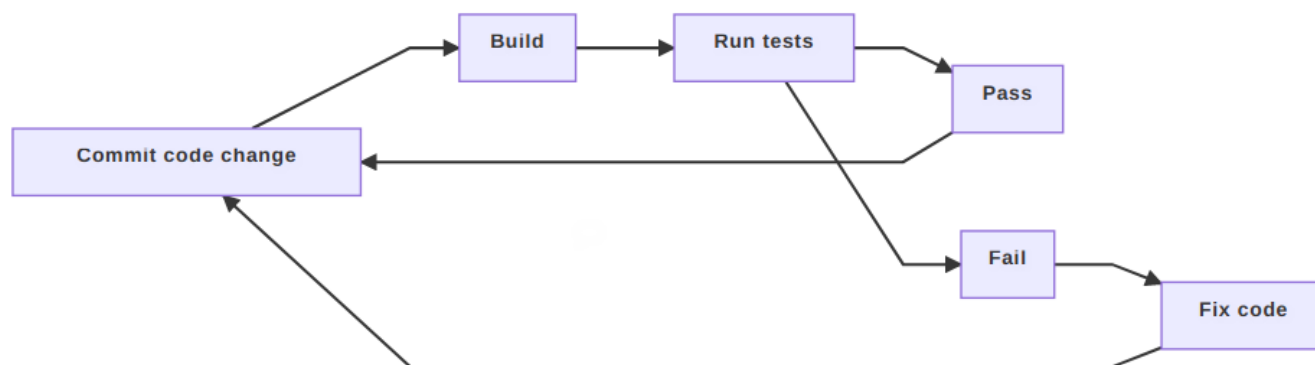 Build
Run tests
Pass
Commit code change
Fail
Fix code